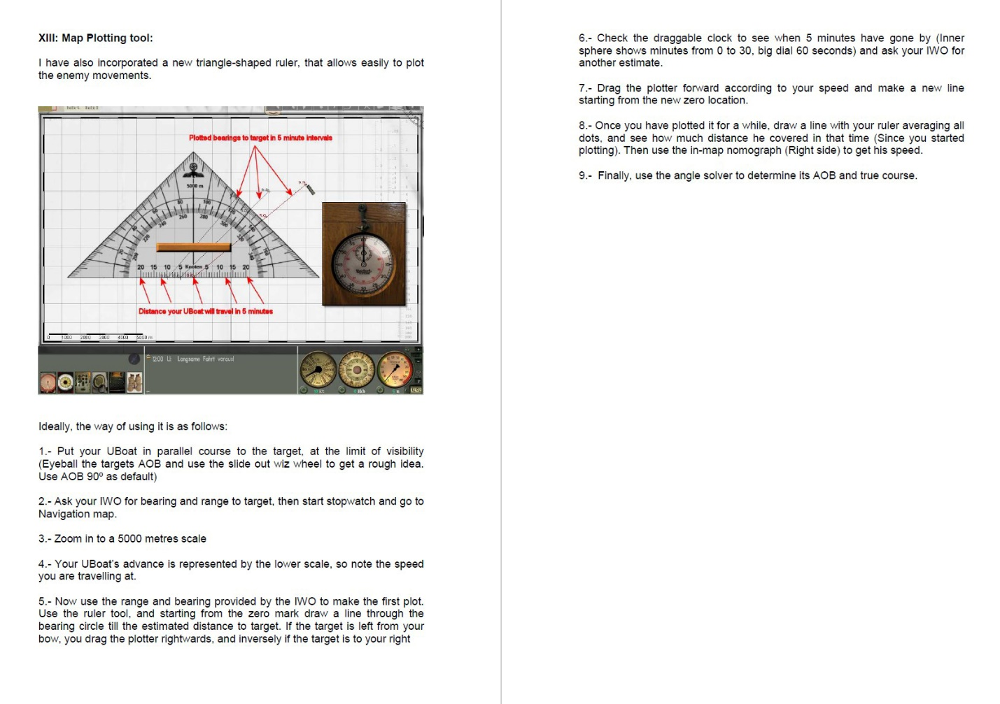 XIII: Map Plotting tool:
I have also incorporated a new triangle-shaped ruler, that allows easily to plot
the enemy movements.
Plotted bearings to target in 5 minute intervals
5000 m
80 100
260 280
20 15 10 5 Knoten 5 10 15 20
Distance your UBoat will travel in 5 minutes
0 1000 2000 3000 4000 5000 m
1200 LI Langsame Fahrt voraus!
Ideally, the way of using it is as follows:
1.- Put your UBoat in parallel course to the target, at the limit of visibility
(Eyeball the targets AOB and use the slide out wiz wheel to get a rough idea.
Use AOB 90º as default)
2.- Ask your IWO for bearing and range to target, then start stopwatch and go to
Navigation map.
3.- Zoom in to a 5000 metres scale
4.- Your UBoat's advance is represented by the lower scale, so note the speed
you are travelling at.
5.- Now use the range and bearing provided by the IWO to make the first plot.
Use the ruler tool, and starting from the zero mark draw a line through the
bearing circle till the estimated distance to target. If the target is left from your
bow, you drag the plotter rightwards, and inversely if the target is to your right
6.- Check the draggable clock to see when 5 minutes have gone by (Inner
sphere shows minutes from 0 to 30, big dial 60 seconds) and ask your IWO for
another estimate.
7.- Drag the plotter forward according to your speed and make a new line
starting from the new zero location.
8.- Once you have plotted it for a while, draw a line with your ruler averaging all
dots, and see how much distance he covered in that time (Since you started
plotting). Then use the in-map nomograph (Right side) to get his speed.
9.- Finally, use the angle solver to determine its AOB and true course.